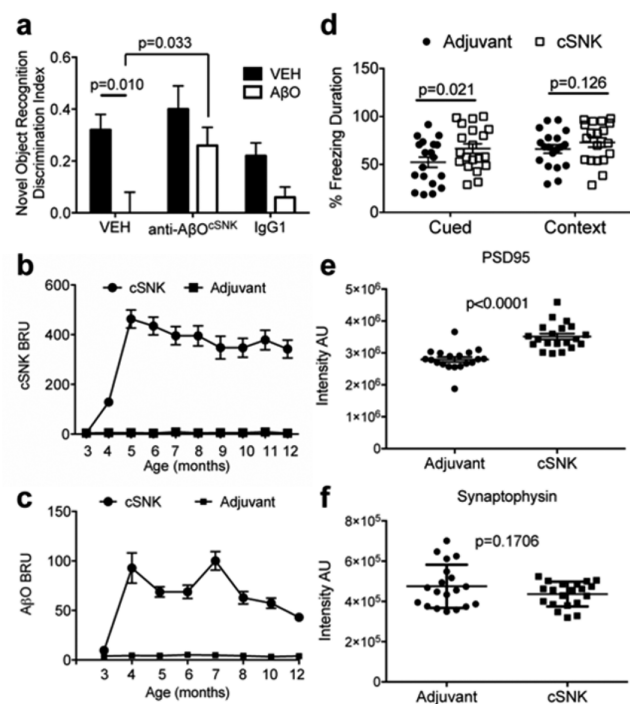 a
p=0.033
p=0.010
VEH
AβO
Novel Object Recognition
Discrimination Index
0.6
0.4
0.2
0.0
VEH
anti-AβOcSNK
IgG1
b
cSNK
Adjuvant
cSNK BRU
600
400
200
0
3 4 5 6 7 8 9 10 11 12
Age (months)
c
cSNK
Adjuvant
AβO BRU
150
100
50
0
3 4 5 6 7 8 9 10 12
Age (months)
d
Adjuvant
cSNK
p=0.021
p=0.126
% Freezing Duration
150
100
50
0
Cued
Context
e
PSD95
p<0.0001
Intensity AU
5×10⁶
4×10⁶
3×10⁶
2×10⁶
1×10⁶
0
Adjuvant
cSNK
f
Synaptophysin
p=0.1706
Intensity AU
8×10⁵
6×10⁵
4×10⁵
2×10⁵
0
Adjuvant
cSNK